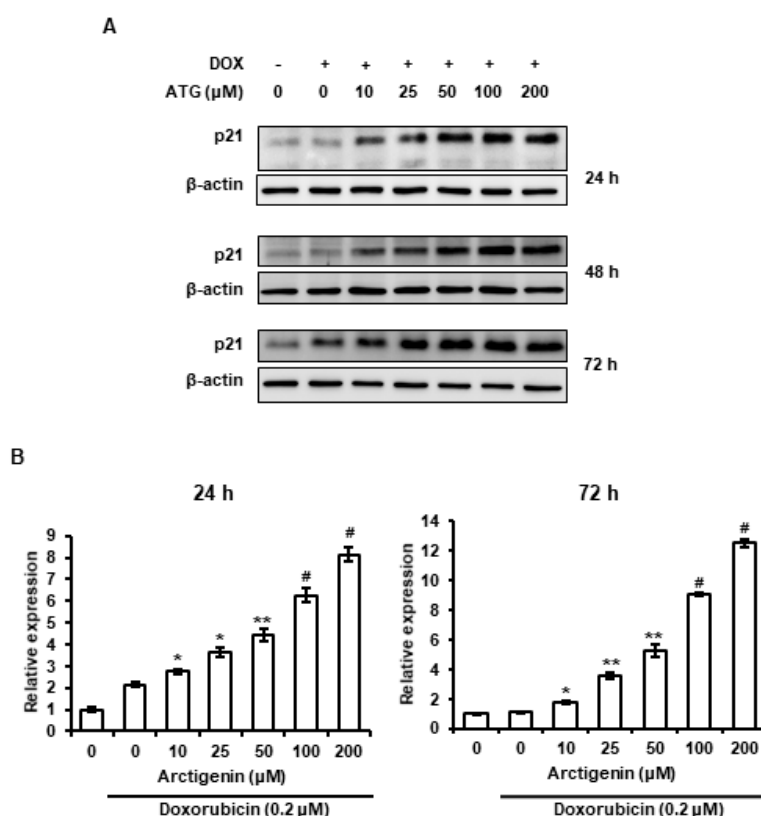 A
DOX - + + + + + +
ATG (µM) 0 0 10 25 50 100 200
p21
β-actin
24 h
p21
β-actin
48 h
p21
β-actin
72 h
B
24 h
Relative expression
9
8
7
6
5
4
3
2
1
0
* * ** # #
0 0 10 25 50 100 200
Arctigenin (µM)
Doxorubicin (0.2 µM)
72 h
Relative expression
14
12
10
8
6
4
2
0
* ** ** # #
0 0 10 25 50 100 200
Arctigenin (µM)
Doxorubicin (0.2 µM)